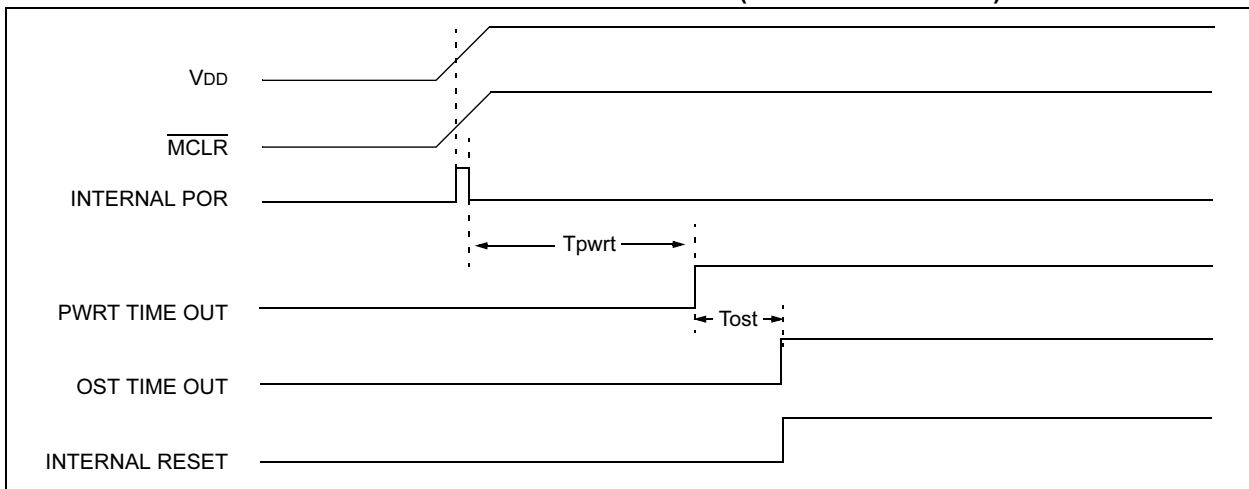 VDD
MCLR
INTERNAL POR
Tpwrt
PWRT TIME OUT
Tost
OST TIME OUT
INTERNAL RESET